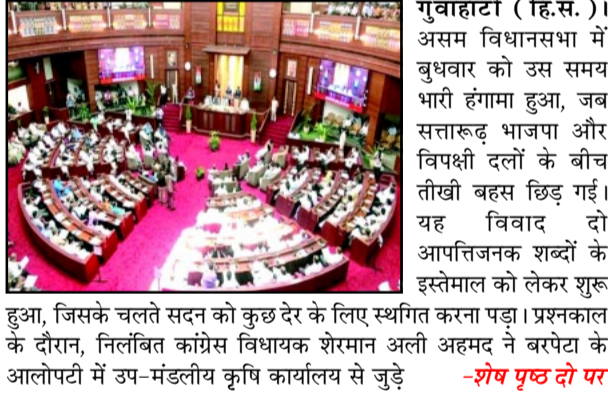 गुवाहाटी (हि.स.)।
असम विधानसभा में
बुधवार को उस समय
भारी हंगामा हुआ, जब
सत्तारूढ़ भाजपा और
विपक्षी दलों के बीच
तीखी बहस छिड़ गई।
यह विवाद दो
आपत्तिजनक शब्दों के
इस्तेमाल को लेकर शुरू
हुआ, जिसके चलते सदन को कुछ देर के लिए स्थगित करना पड़ा। प्रश्नकाल
के दौरान, निलंबित कांग्रेस विधायक शेरमान अली अहमद ने बरपेटा के
आलोपटी में उप-मंडलीय कृषि कार्यालय से जुड़े -शेष पृष्ठ दो पर